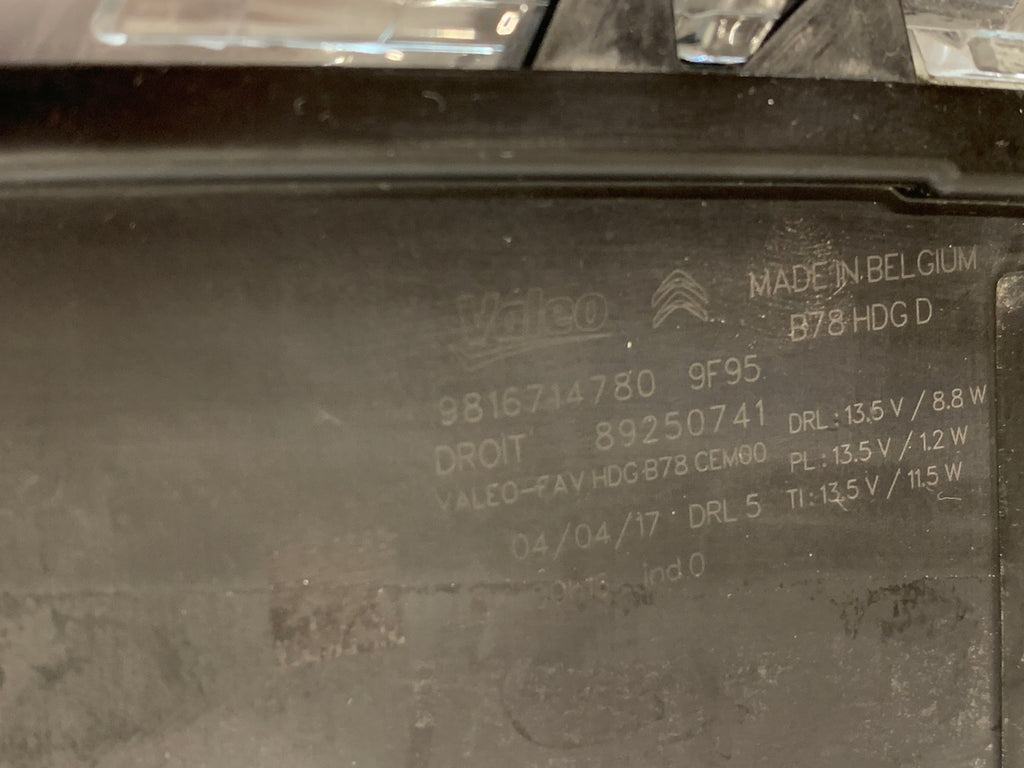 Valeo MADE IN BELGIUM
B78 HDG D
9816714780 9F95
DROIT 89250741 DRL : 13.5 V / 8.8 W
VALEO-FAV HDG-B78 CEM00 PL : 13.5 V / 1.2 W
04/04/17 DRL 5 TI : 13.5 V / 11.5 W
ind 0